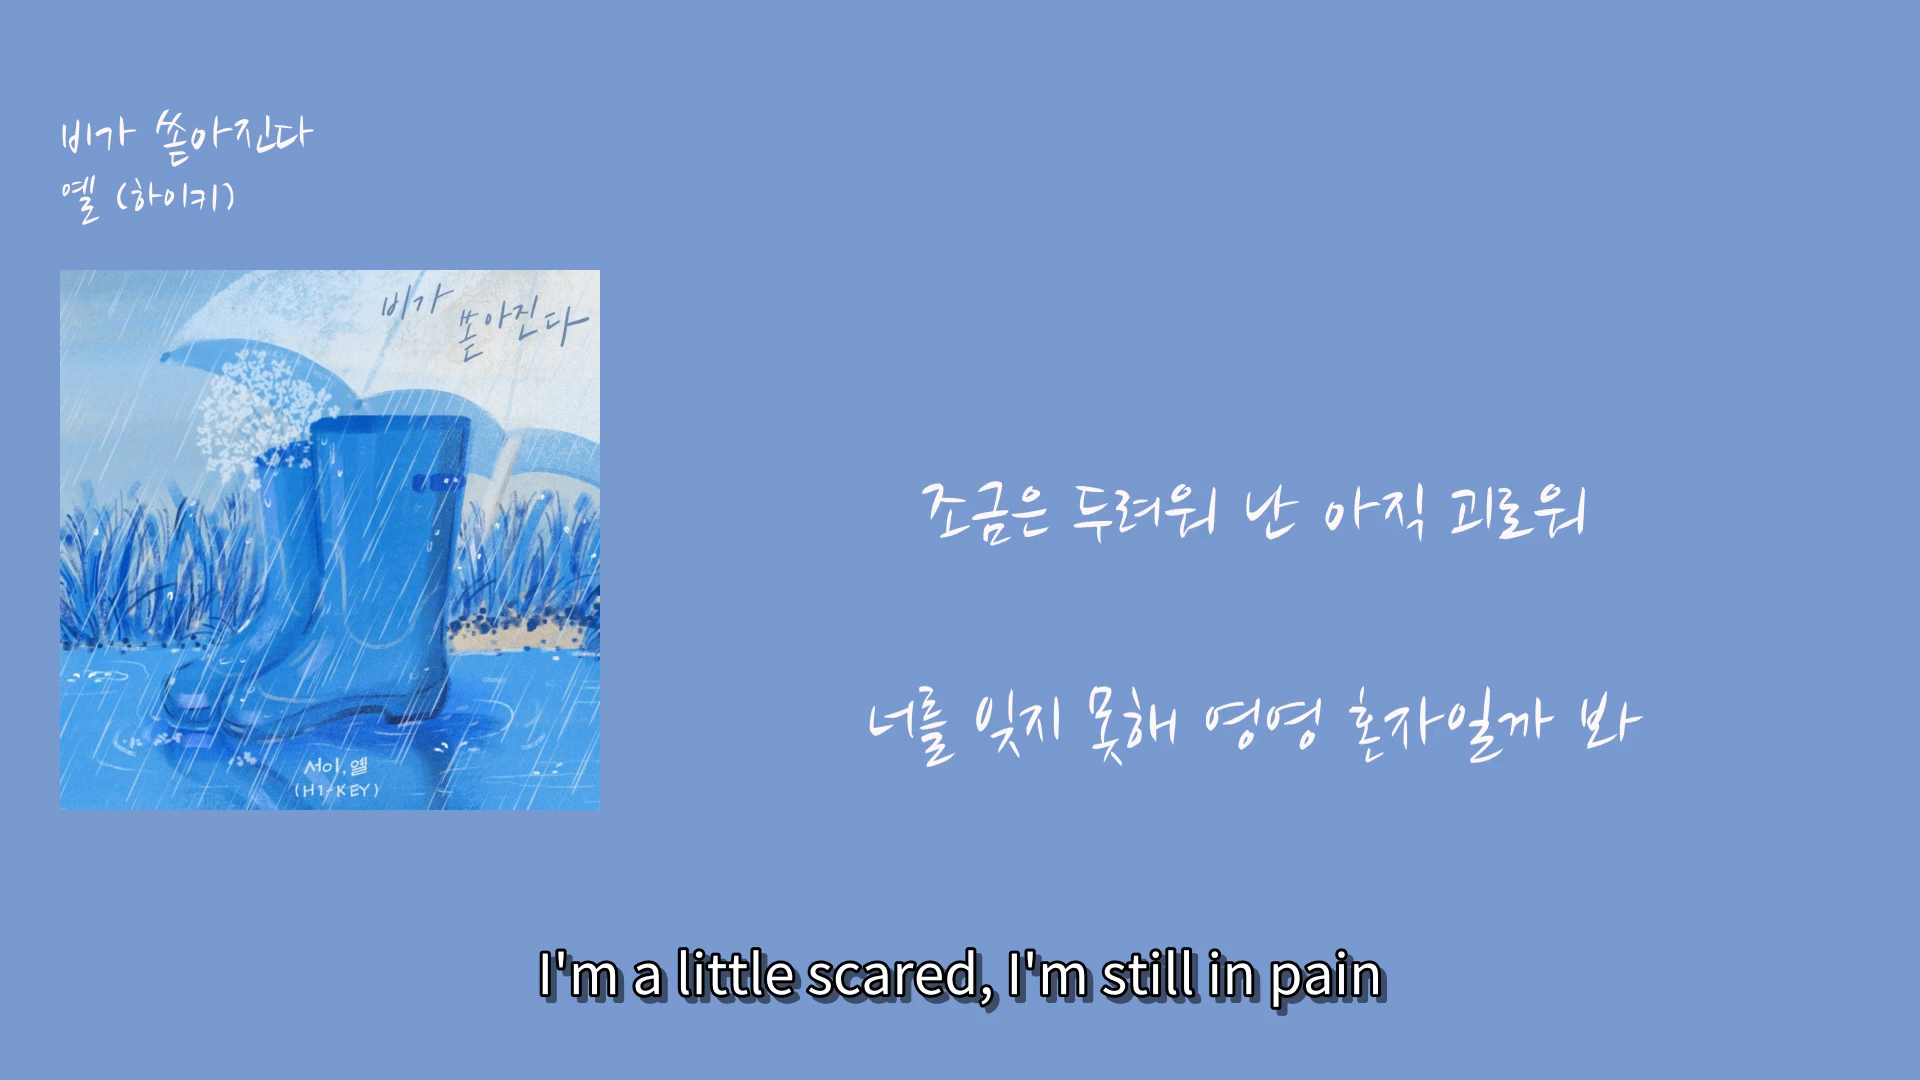 비가 쏟아진다
옐 (하이키)
비가
쏟아진다
서이, 옐
(H1-KEY)
조금은 두려워 난 아직 괴로워
너를 잊지 못해 영영 혼자일까 봐
I'm a little scared, I'm still in pain